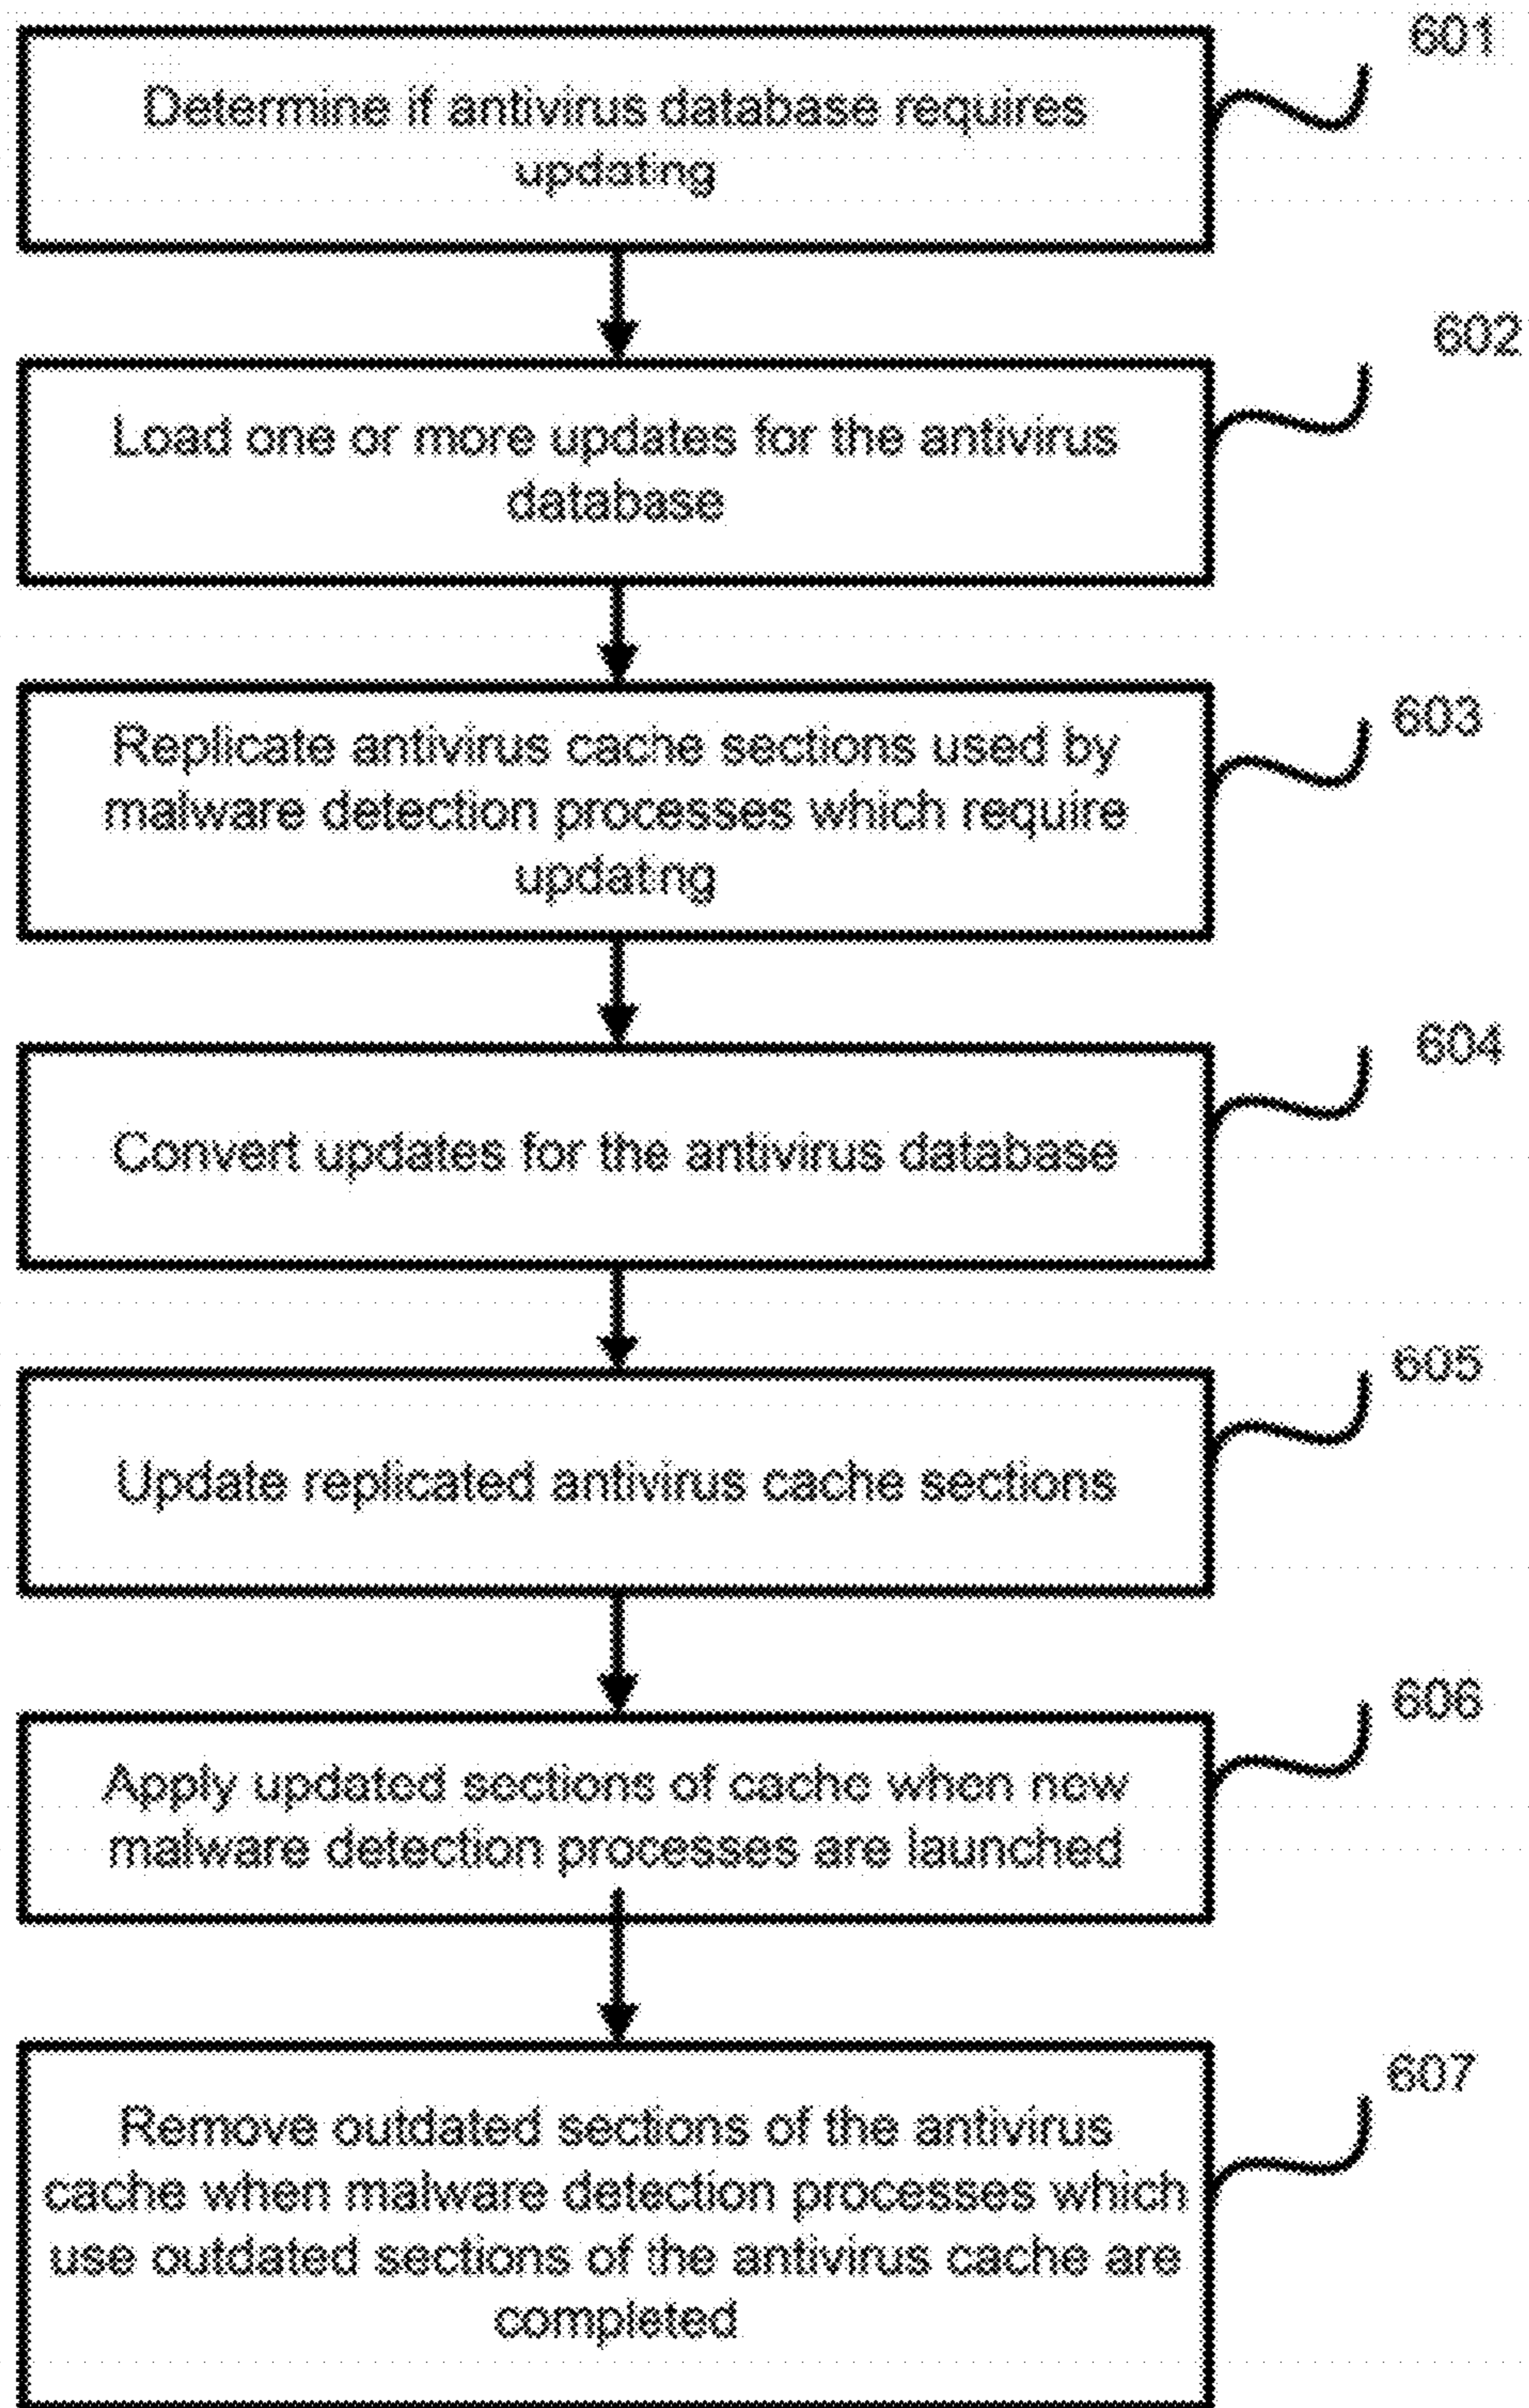 601
Determine if antivirus database requires
updating
602
Load one or more updates for the antivirus
database
603
Replicate antivirus cache sections used by
malware detection processes which require
updating
604
Convert updates for the antivirus database
605
Update replicated antivirus cache sections
606
Apply updated sections of cache when new
malware detection processes are launched
607
Remove outdated sections of the antivirus
cache when malware detection processes which
use outdated sections of the antivirus cache are
completed